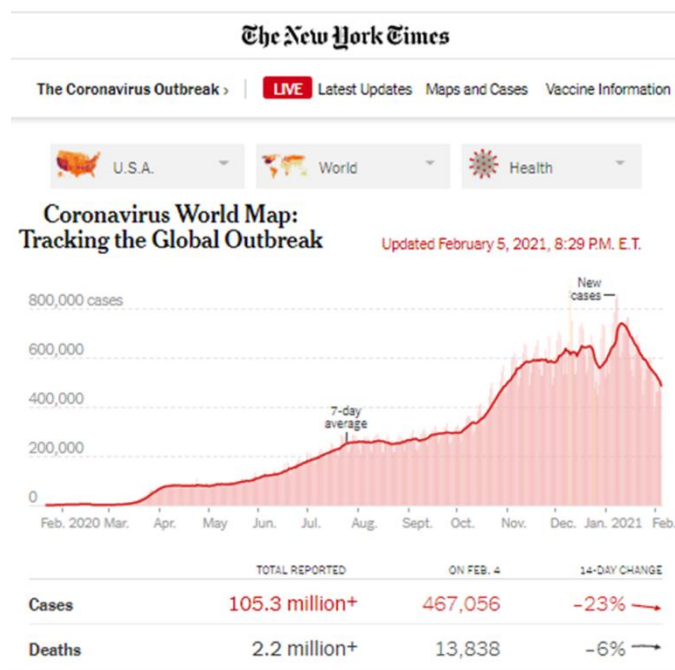 The New York Times
The Coronavirus Outbreak › LIVE Latest Updates Maps and Cases Vaccine Information
U.S.A. World Health
Coronavirus World Map:
Tracking the Global Outbreak
Updated February 5, 2021, 8:29 P.M. E.T.
800,000 cases
New
cases
600,000
400,000
7-day
average
200,000
0
Feb. 2020 Mar. Apr. May Jun. Jul. Aug. Sept. Oct. Nov. Dec. Jan. 2021 Feb.
TOTAL REPORTED ON FEB. 4 14-DAY CHANGE
Cases 105.3 million+ 467,056 –23%
Deaths 2.2 million+ 13,838 –6%